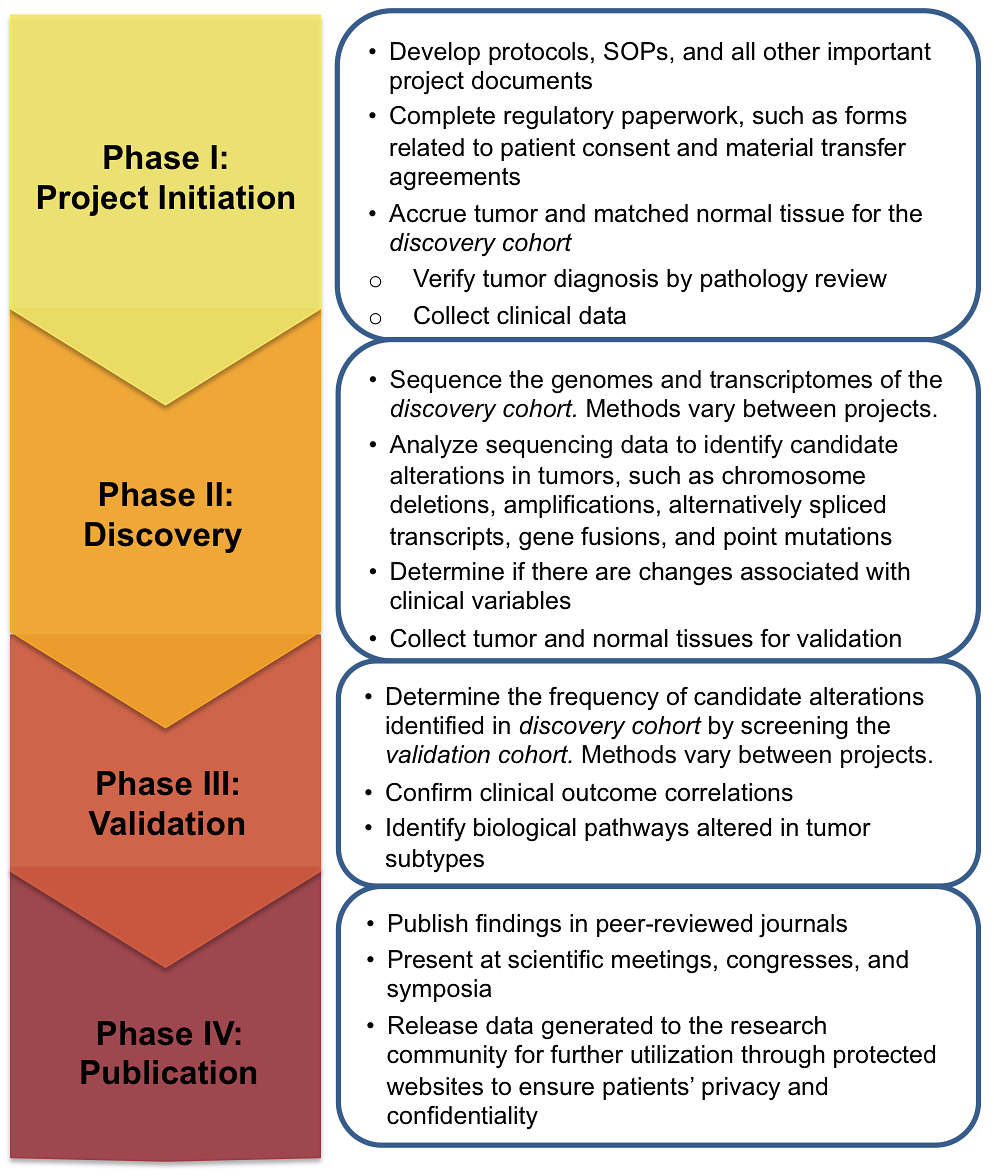 Phase I:
Project Initiation
• Develop protocols, SOPs, and all other important
project documents
• Complete regulatory paperwork, such as forms
related to patient consent and material transfer
agreements
• Accrue tumor and matched normal tissue for the
discovery cohort
o Verify tumor diagnosis by pathology review
o Collect clinical data
Phase II:
Discovery
• Sequence the genomes and transcriptomes of the
discovery cohort. Methods vary between projects.
• Analyze sequencing data to identify candidate
alterations in tumors, such as chromosome
deletions, amplifications, alternatively spliced
transcripts, gene fusions, and point mutations
• Determine if there are changes associated with
clinical variables
• Collect tumor and normal tissues for validation
Phase III:
Validation
• Determine the frequency of candidate alterations
identified in discovery cohort by screening the
validation cohort. Methods vary between projects.
• Confirm clinical outcome correlations
• Identify biological pathways altered in tumor
subtypes
Phase IV:
Publication
• Publish findings in peer-reviewed journals
• Present at scientific meetings, congresses, and
symposia
• Release data generated to the research
community for further utilization through protected
websites to ensure patients’ privacy and
confidentiality